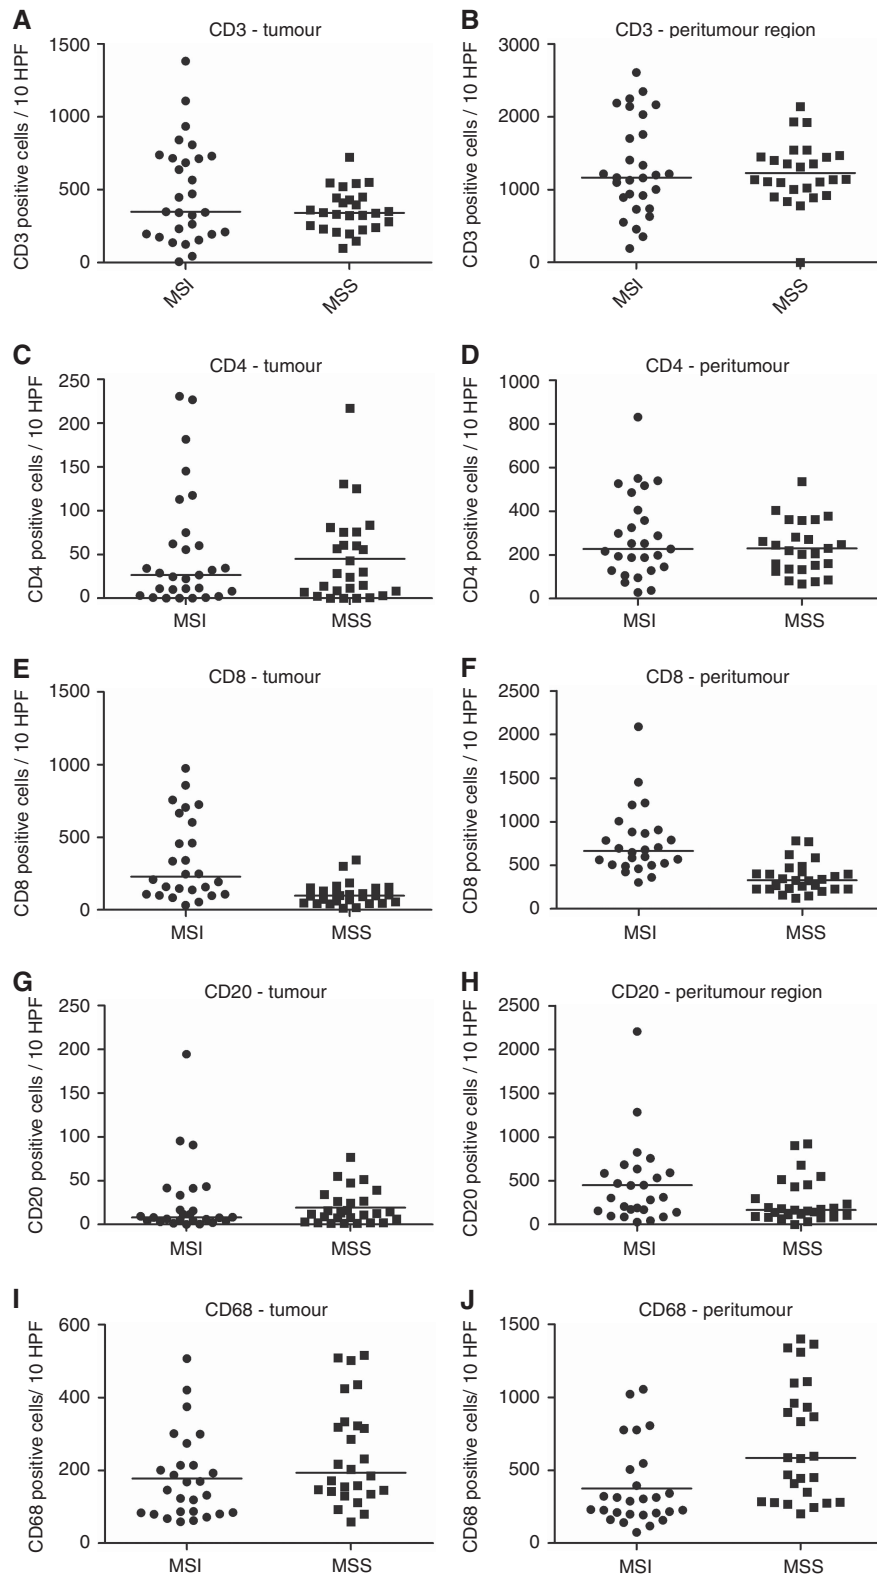 A
CD3 - tumour
CD3 positive cells / 10 HPF
1500
1000
500
0
MSI
MSS
B
CD3 - peritumour region
CD3 positive cells / 10 HPF
3000
2000
1000
0
MSI
MSS
C
CD4 - tumour
CD4 positive cells / 10 HPF
250
200
150
100
50
0
MSI
MSS
D
CD4 - peritumour
CD4 positive cells / 10 HPF
1000
800
600
400
200
0
MSI
MSS
E
CD8 - tumour
CD8 positive cells / 10 HPF
1500
1000
500
0
MSI
MSS
F
CD8 - peritumour
CD8 positive cells / 10 HPF
2500
2000
1500
1000
500
0
MSI
MSS
G
CD20 - tumour
CD20 positive cells / 10 HPF
250
200
150
100
50
0
MSI
MSS
H
CD20 - peritumour region
CD20 positive cells / 10 HPF
2500
2000
1500
1000
500
0
MSI
MSS
I
CD68 - tumour
CD68 positive cells/ 10 HPF
600
400
200
0
MSI
MSS
J
CD68 - peritumour
CD68 positive cells/ 10 HPF
1500
1000
500
0
MSI
MSS